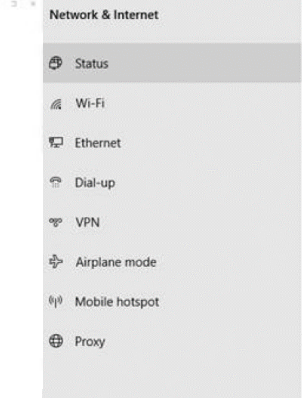 Network & Internet
Status
Wi-Fi
Ethernet
Dial-up
VPN
Airplane mode
Mobile hotspot
Proxy